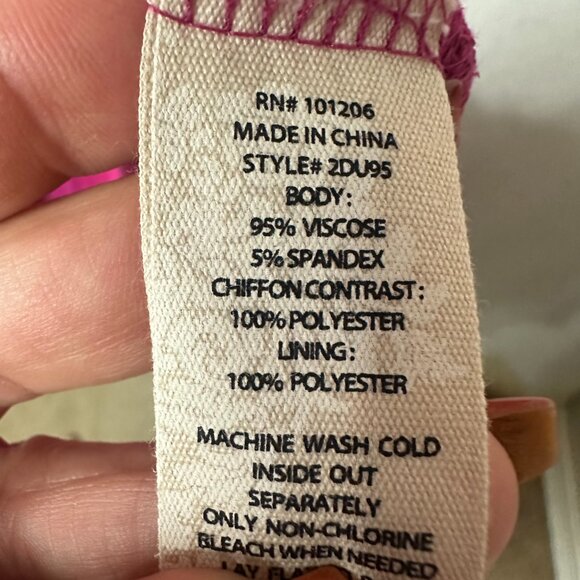 RN# 101206
MADE IN CHINA
STYLE# 2DU95
BODY:
95% VISCOSE
5% SPANDEX
CHIFFON CONTRAST:
100% POLYESTER
LINING:
100% POLYESTER
MACHINE WASH COLD
INSIDE OUT
SEPARATELY
ONLY NON-CHLORINE
BLEACH WHEN NEEDED
LAY